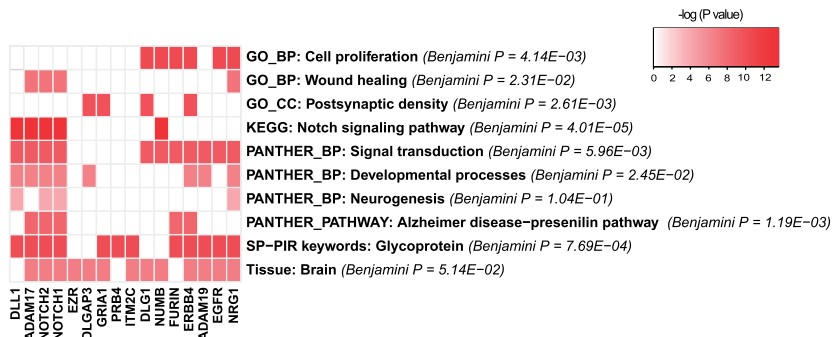 -log (P value)
0 2 4 6 8 10 12
GO_BP: Cell proliferation (Benjamini P = 4.14E−03)
GO_BP: Wound healing (Benjamini P = 2.31E−02)
GO_CC: Postsynaptic density (Benjamini P = 2.61E−03)
KEGG: Notch signaling pathway (Benjamini P = 4.01E−05)
PANTHER_BP: Signal transduction (Benjamini P = 5.96E−03)
PANTHER_BP: Developmental processes (Benjamini P = 2.45E−02)
PANTHER_BP: Neurogenesis (Benjamini P = 1.04E−01)
PANTHER_PATHWAY: Alzheimer disease−presenilin pathway (Benjamini P = 1.19E−03)
SP−PIR keywords: Glycoprotein (Benjamini P = 7.69E−04)
Tissue: Brain (Benjamini P = 5.14E−02)
DLL1
ADAM17
NOTCH2
NOTCH1
EZR
DLGAP3
GRIA1
PRB4
ITM2C
DLG1
NUMB
FURIN
ERBB4
ADAM19
EGFR
NRG1